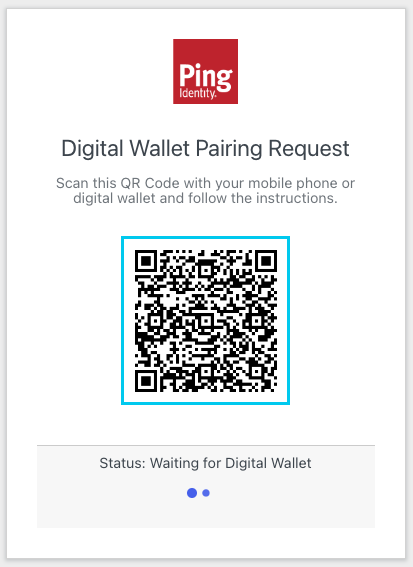 Ping
Identity.
Digital Wallet Pairing Request
Scan this QR Code with your mobile phone or
digital wallet and follow the instructions.
Status: Waiting for Digital Wallet